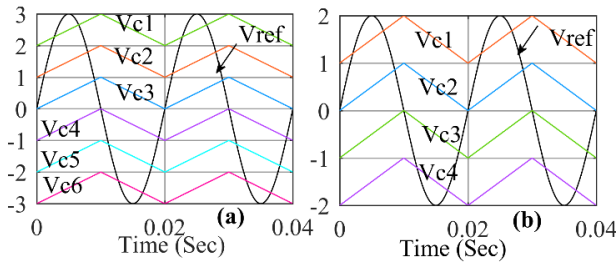 3
2
1
0
-1
-2
-3
Vc1
Vc2
Vc3
Vc4
Vc5
Vc6
Vref
0
0.02
0.04
(a)
Time (Sec)
2
1
0
-1
-2
Vc1
Vc2
Vc3
Vc4
Vref
0
0.02
0.04
(b)
Time (Sec)